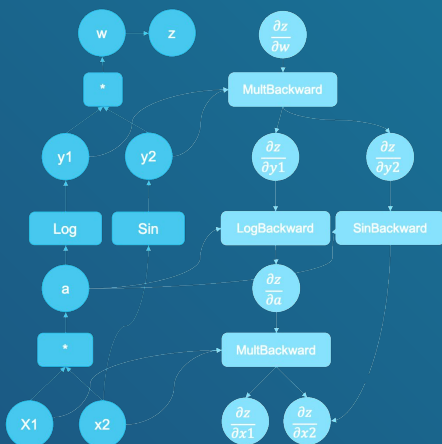 w z ∂z/∂w
* MultBackward
y1 y2 ∂z/∂y1 ∂z/∂y2
Log Sin LogBackward SinBackward
a ∂z/∂a
* MultBackward
X1 x2 ∂z/∂x1 ∂z/∂x2